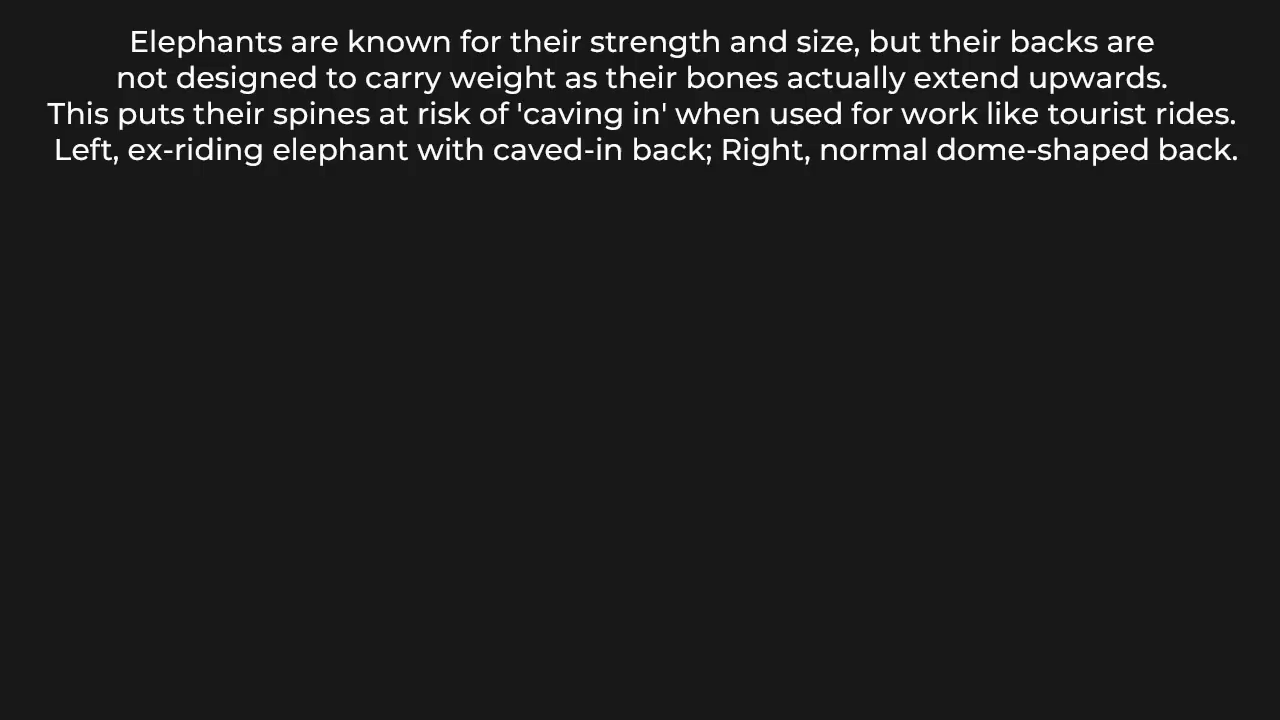 Elephants are known for their strength and size, but their backs are
not designed to carry weight as their bones actually extend upwards.
This puts their spines at risk of 'caving in' when used for work like tourist rides.
Left, ex-riding elephant with caved-in back; Right, normal dome-shaped back.